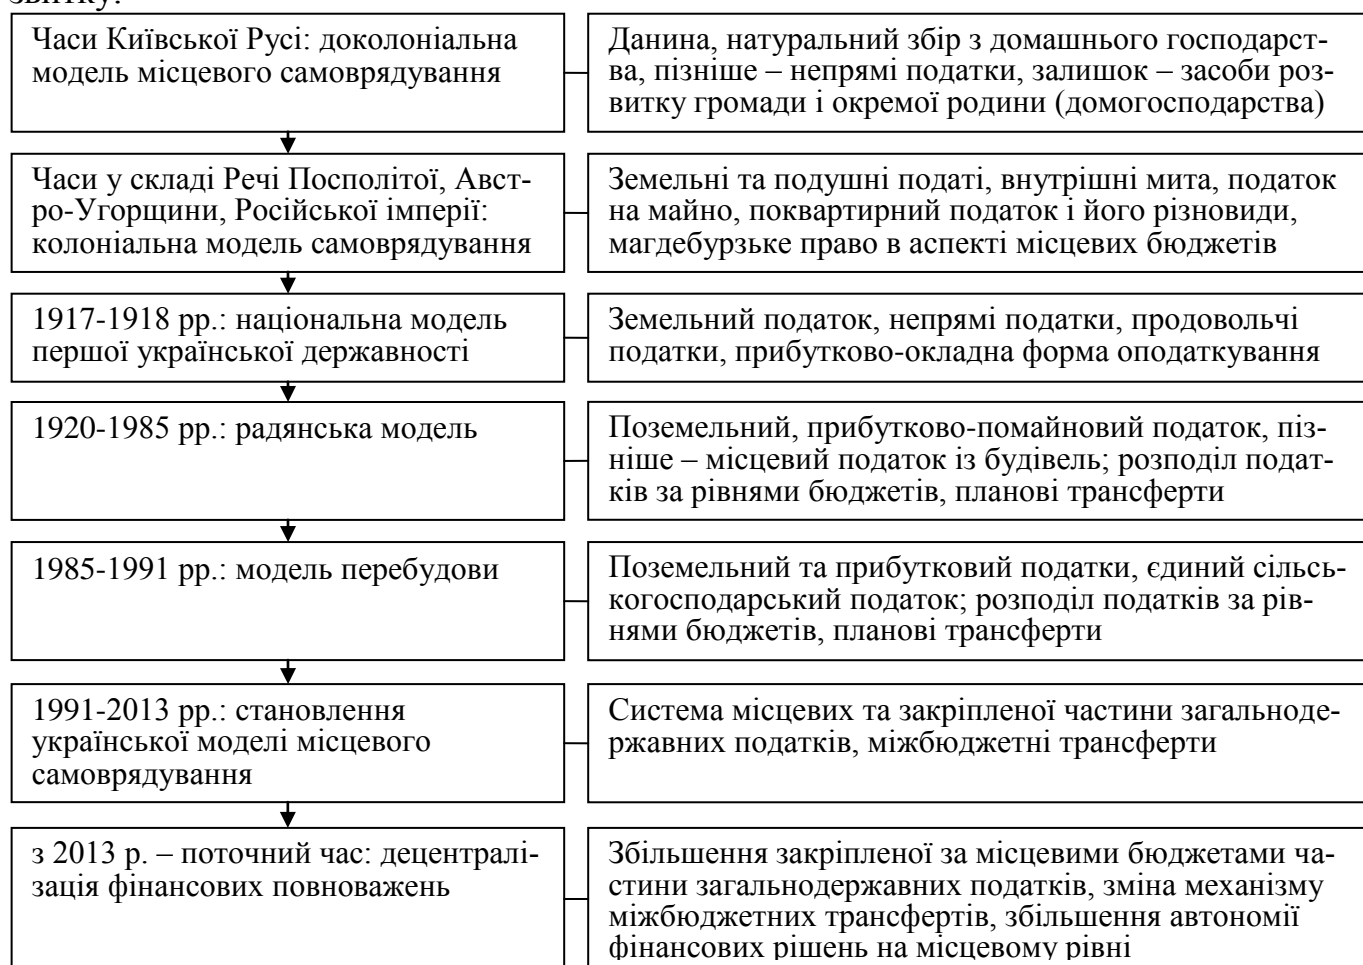 звитку.
Часи Київської Русі: доколоніальна
модель місцевого самоврядування
Данина, натуральний збір з домашнього господарст-
ва, пізніше – непрямі податки, залишок – засоби роз-
витку громади і окремої родини (домогосподарства)
Часи у складі Речі Посполітої, Авст-
ро-Угорщини, Російської імперії:
колоніальна модель самоврядування
Земельні та подушні податі, внутрішні мита, податок
на майно, поквартирний податок і його різновиди,
магдебурзьке право в аспекті місцевих бюджетів
1917-1918 рр.: національна модель
першої української державності
Земельний податок, непрямі податки, продовольчі
податки, прибутково-окладна форма оподаткування
1920-1985 рр.: радянська модель
Поземельний, прибутково-помайновий податок, піз-
ніше – місцевий податок із будівель; розподіл подат-
ків за рівнями бюджетів, планові трансферти
1985-1991 рр.: модель перебудови
Поземельний та прибутковий податки, єдиний сільсь-
когосподарський податок; розподіл податків за рів-
нями бюджетів, планові трансферти
1991-2013 рр.: становлення
української моделі місцевого
самоврядування
Система місцевих та закріпленої частини загальноде-
ржавних податків, міжбюджетні трансферти
з 2013 р. – поточний час: децентралі-
зація фінансових повноважень
Збільшення закріпленої за місцевими бюджетами ча-
стини загальнодержавних податків, зміна механізму
міжбюджетних трансфертів, збільшення автономії
фінансових рішень на місцевому рівні